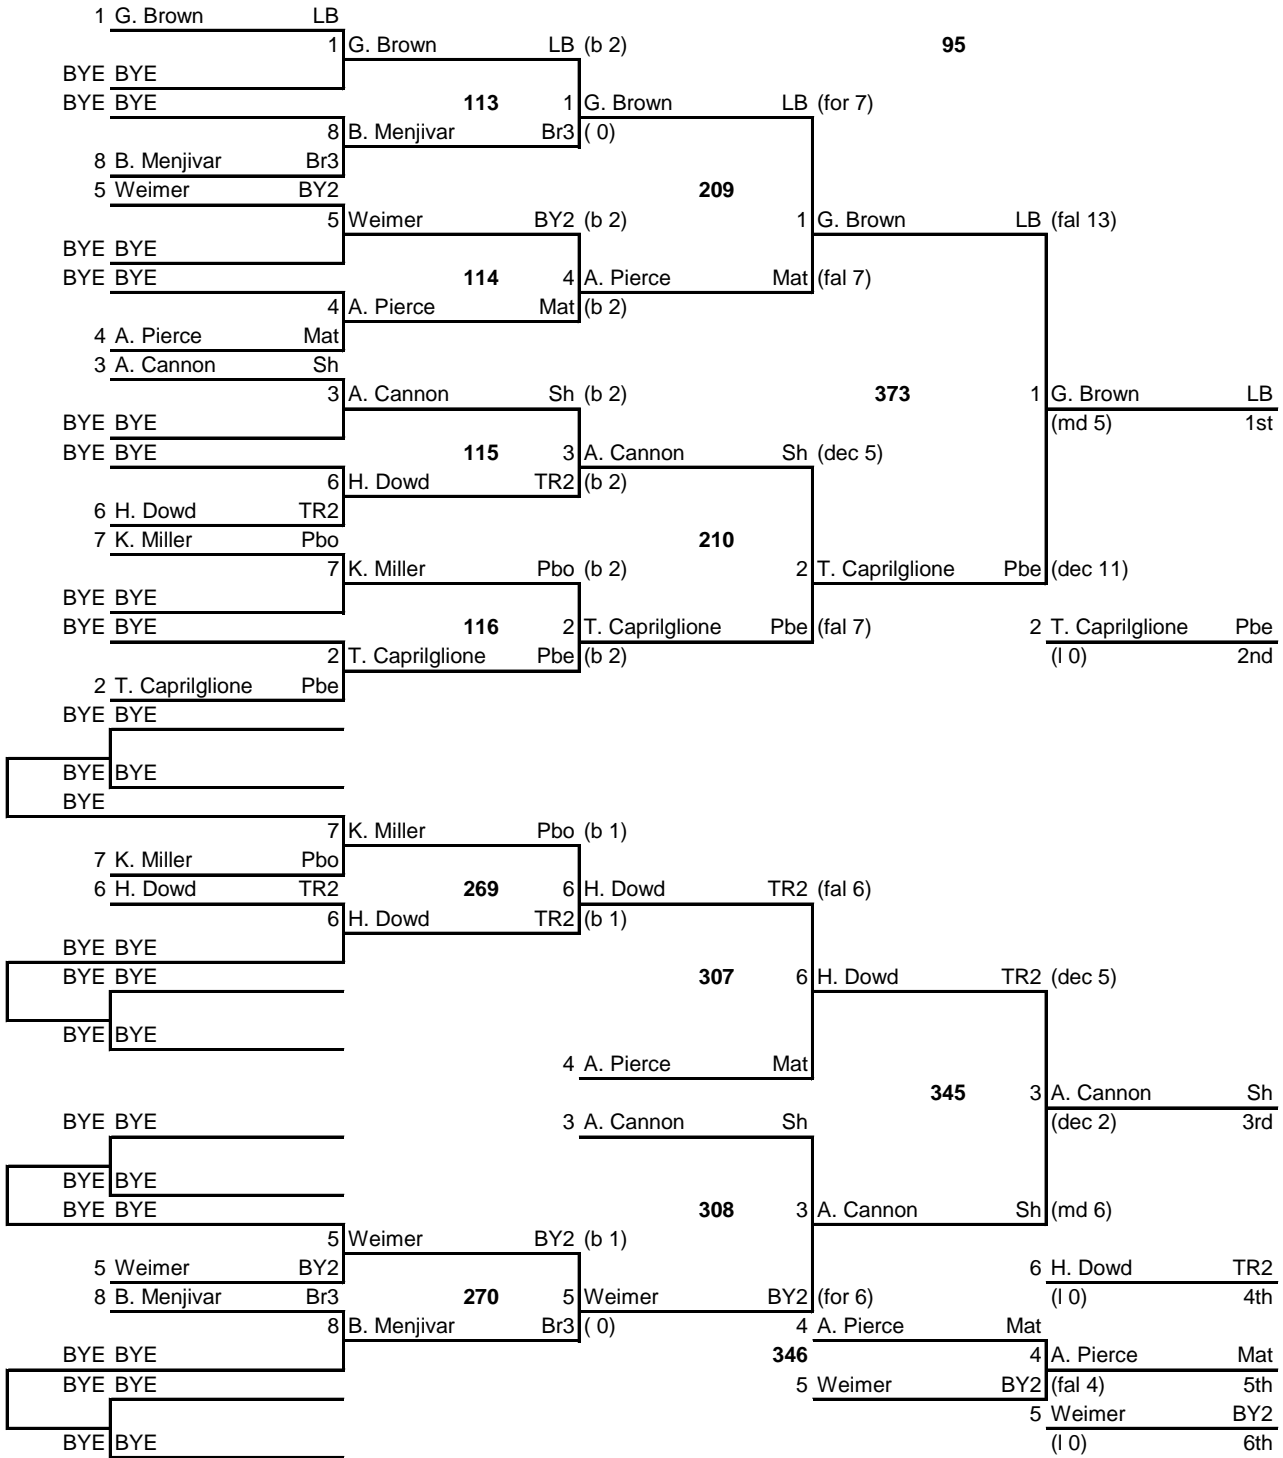 1 G. Brown LB
1 G. Brown LB (b 2) 95
BYE BYE
BYE BYE 113 1 G. Brown LB (for 7)
8 B. Menjivar Br3 ( 0)
8 B. Menjivar Br3
5 Weimer BY2 209
5 Weimer BY2 (b 2) 1 G. Brown LB (fal 13)
BYE BYE
BYE BYE 114 4 A. Pierce Mat (fal 7)
4 A. Pierce Mat (b 2)
4 A. Pierce Mat
3 A. Cannon Sh
3 A. Cannon Sh (b 2) 373 1 G. Brown LB
BYE BYE (md 5) 1st
BYE BYE 115 3 A. Cannon Sh (dec 5)
6 H. Dowd TR2 (b 2)
6 H. Dowd TR2
7 K. Miller Pbo 210
7 K. Miller Pbo (b 2) 2 T. Caprilglione Pbe (dec 11)
BYE BYE
BYE BYE 116 2 T. Caprilglione Pbe (fal 7) 2 T. Caprilglione Pbe
2 T. Caprilglione Pbe (b 2) (l 0) 2nd
2 T. Caprilglione Pbe
BYE BYE
BYE BYE
BYE
7 K. Miller Pbo (b 1)
7 K. Miller Pbo
6 H. Dowd TR2 269 6 H. Dowd TR2 (fal 6)
6 H. Dowd TR2 (b 1)
BYE BYE
BYE BYE 307 6 H. Dowd TR2 (dec 5)
BYE BYE
4 A. Pierce Mat
345 3 A. Cannon Sh
BYE BYE 3 A. Cannon Sh (dec 2) 3rd
BYE BYE
BYE BYE 308 3 A. Cannon Sh (md 6)
5 Weimer BY2 (b 1)
5 Weimer BY2 6 H. Dowd TR2
8 B. Menjivar Br3 270 5 Weimer BY2 (for 6) (l 0) 4th
8 B. Menjivar Br3 ( 0) 4 A. Pierce Mat
BYE BYE 346 4 A. Pierce Mat
BYE BYE 5 Weimer BY2 (fal 4) 5th
5 Weimer BY2
BYE BYE (l 0) 6th